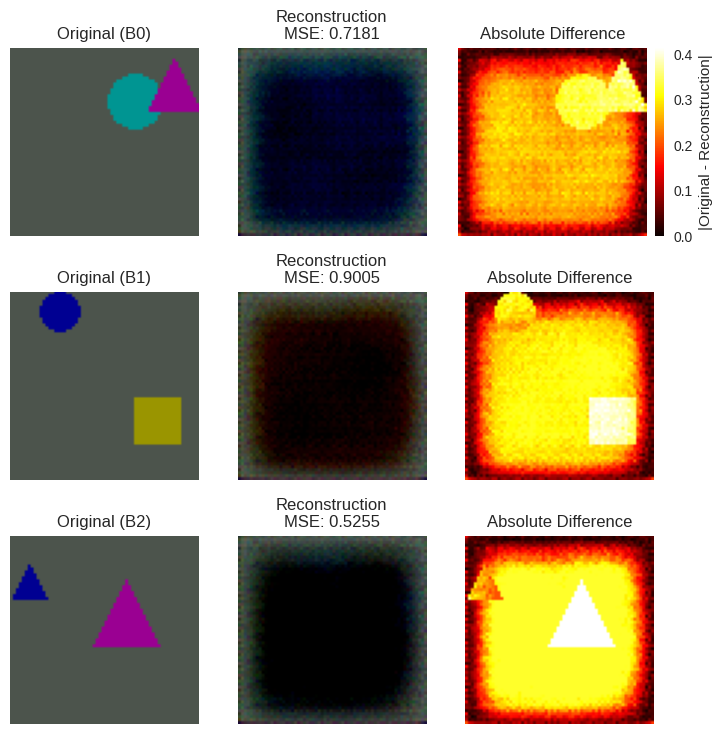 Original (B0)
Reconstruction
MSE: 0.7181
Absolute Difference
0.4
0.3
0.2
0.1
0.0
|Original - Reconstruction|
Original (B1)
Reconstruction
MSE: 0.9005
Absolute Difference
Original (B2)
Reconstruction
MSE: 0.5255
Absolute Difference